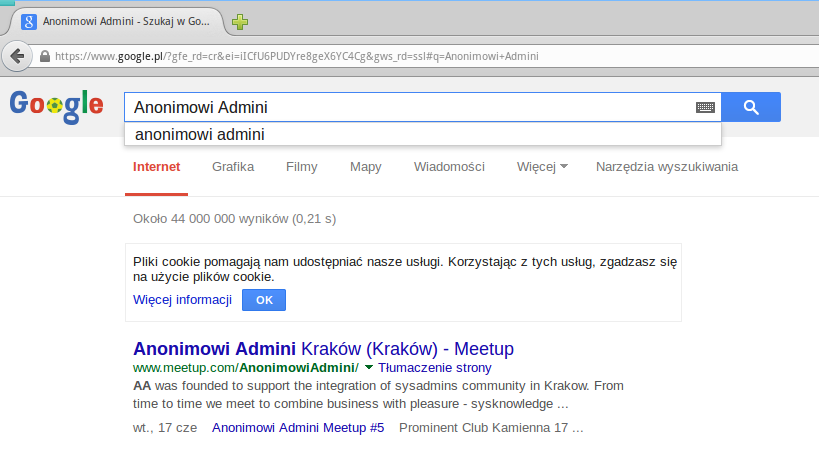 Anonimowi Admini - Szukaj w Go...
https://www.google.pl/?gfe_rd=cr&ei=iICfU6PUDYre8geX6YC4Cg&gws_rd=ssl#q=Anonimowi+Admini
Google
Anonimowi Admini
anonimowi admini
Internet Grafika Filmy Mapy Wiadomości Więcej Narzędzia wyszukiwania
Około 44 000 000 wyników (0,21 s)
Pliki cookie pomagają nam udostępniać nasze usługi. Korzystając z tych usług, zgadzasz się
na użycie plików cookie.
Więcej informacji OK
Anonimowi Admini Kraków (Kraków) - Meetup
www.meetup.com/AnonimowiAdmini/ Tłumaczenie strony
AA was founded to support the integration of sysadmins community in Krakow. From
time to time we meet to combine business with pleasure - sysknowledge ...
wt., 17 cze Anonimowi Admini Meetup #5 Prominent Club Kamienna 17 ...